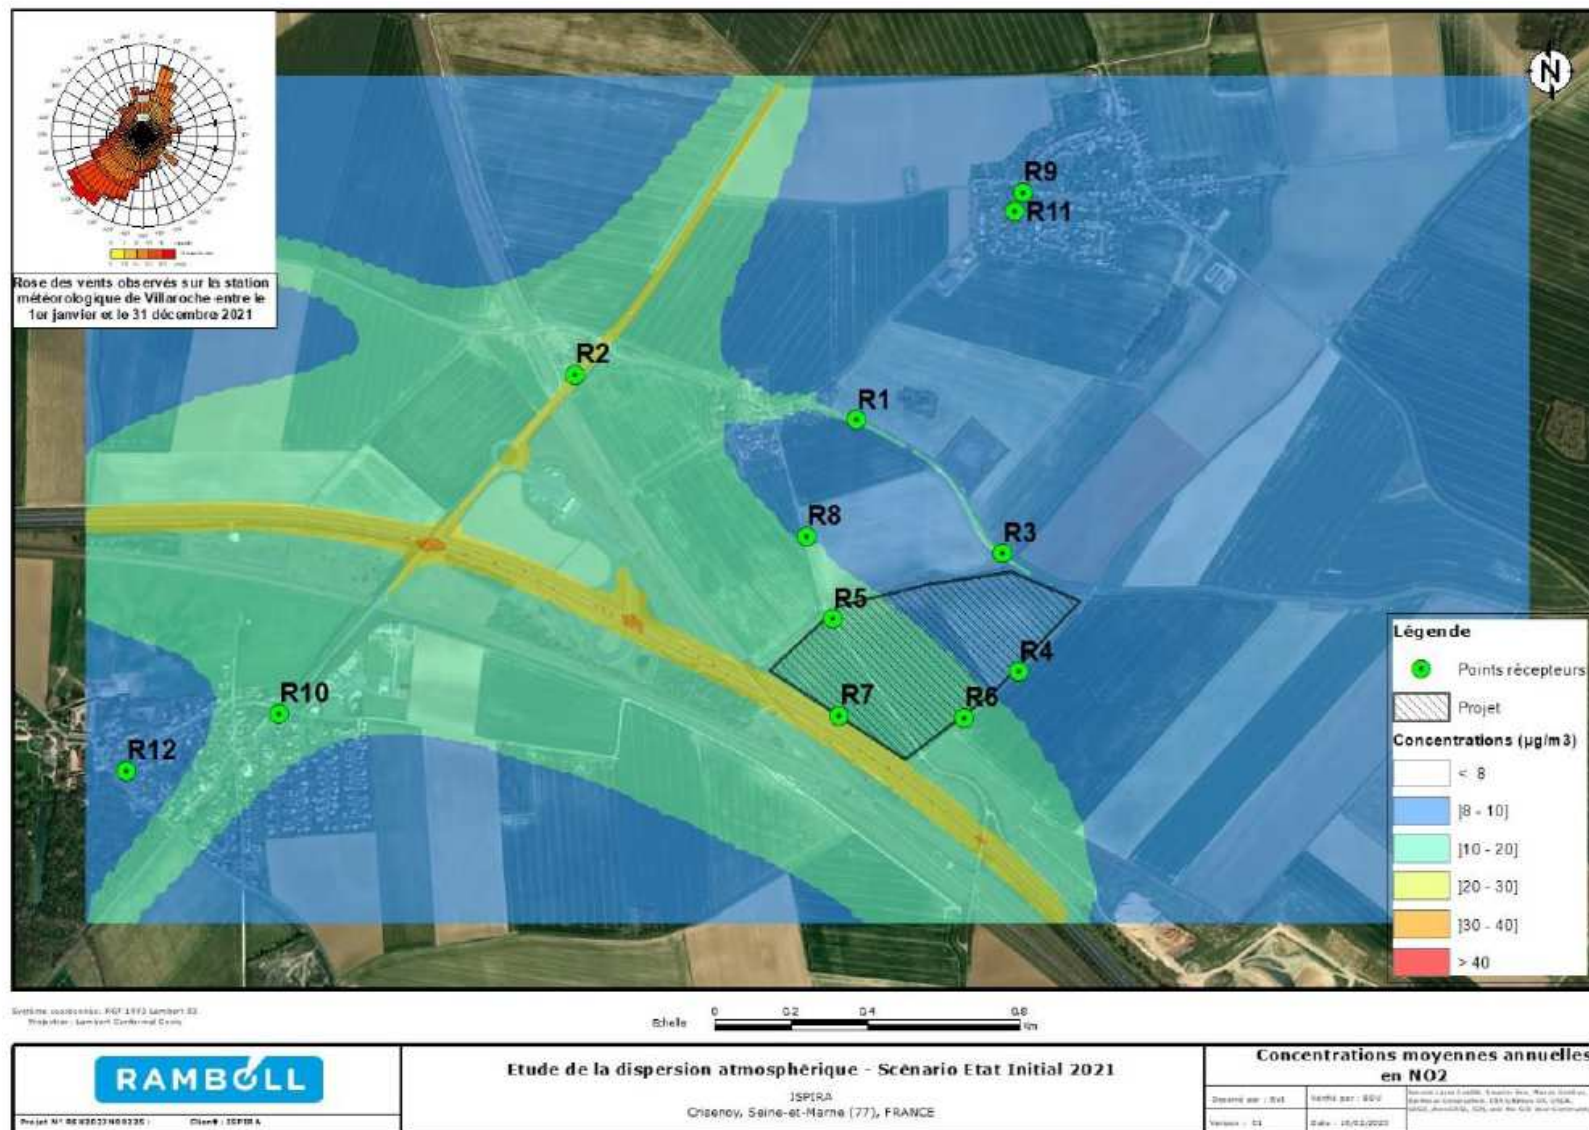 N
Rose des vents observés sur la station
météorologique de Villaroche entre le
1er janvier et le 31 décembre 2021
R9
R11
R2
R1
R8
R3
R5
R4
R7
R6
R10
R12
Légende
Points récepteurs
Projet
Concentrations (µg/m3)
< 8
]8 - 10]
]10 - 20]
]20 - 30]
]30 - 40]
> 40
Echelle
0 0.2 0.4 0.8
Km
RAMBOLL
Etude de la dispersion atmosphérique - Scénario Etat Initial 2021
ISPIRA
Crisenoy, Seine-et-Marne (77), FRANCE
Concentrations moyennes annuelles
en NO2
Version : 01